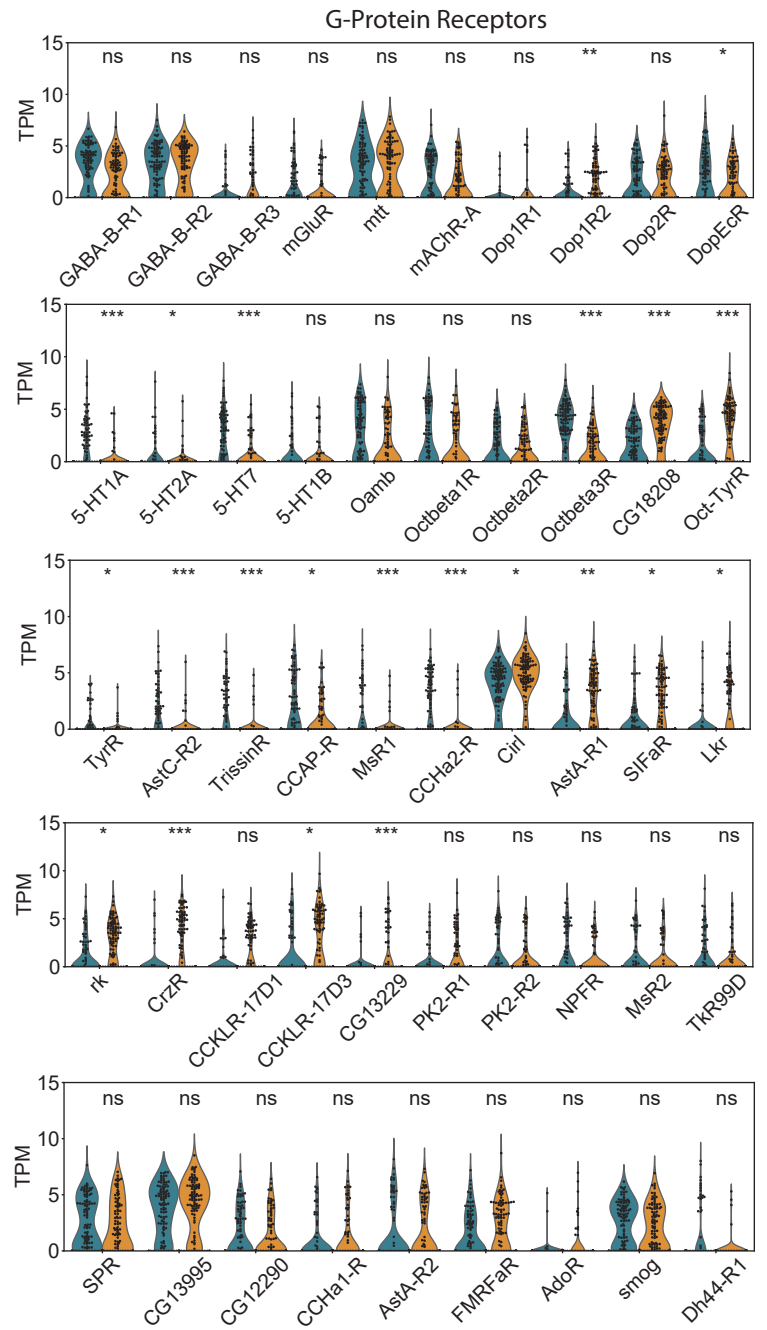 G-Protein Receptors
15
ns ns ns ns ns ns ns ** ns *
TPM
10
5
0
GABA-B-R1 GABA-B-R2 GABA-B-R3 mGluR mtt mAChR-A Dop1R1 Dop1R2 Dop2R DopEcR
15
*** * *** ns ns ns ns *** *** ***
TPM
10
5
0
5-HT1A 5-HT2A 5-HT7 5-HT1B Oamb Octbeta1R Octbeta2R Octbeta3R CG18208 Oct-TyrR
15
* *** *** * *** *** * ** * *
TPM
10
5
0
TyrR AstC-R2 TrissinR CCAP-R MsR1 CCHa2-R Cirl AstA-R1 SIFaR Lkr
15
* *** ns * *** ns ns ns ns ns
TPM
10
5
0
rk CrzR CCKLR-17D1 CCKLR-17D3 CG13229 PK2-R1 PK2-R2 NPFR MsR2 TkR99D
15
ns ns ns ns ns ns ns ns ns
TPM
10
5
0
SPR CG13995 CG12290 CCHa1-R AstA-R2 FMRFaR AdoR smog Dh44-R1